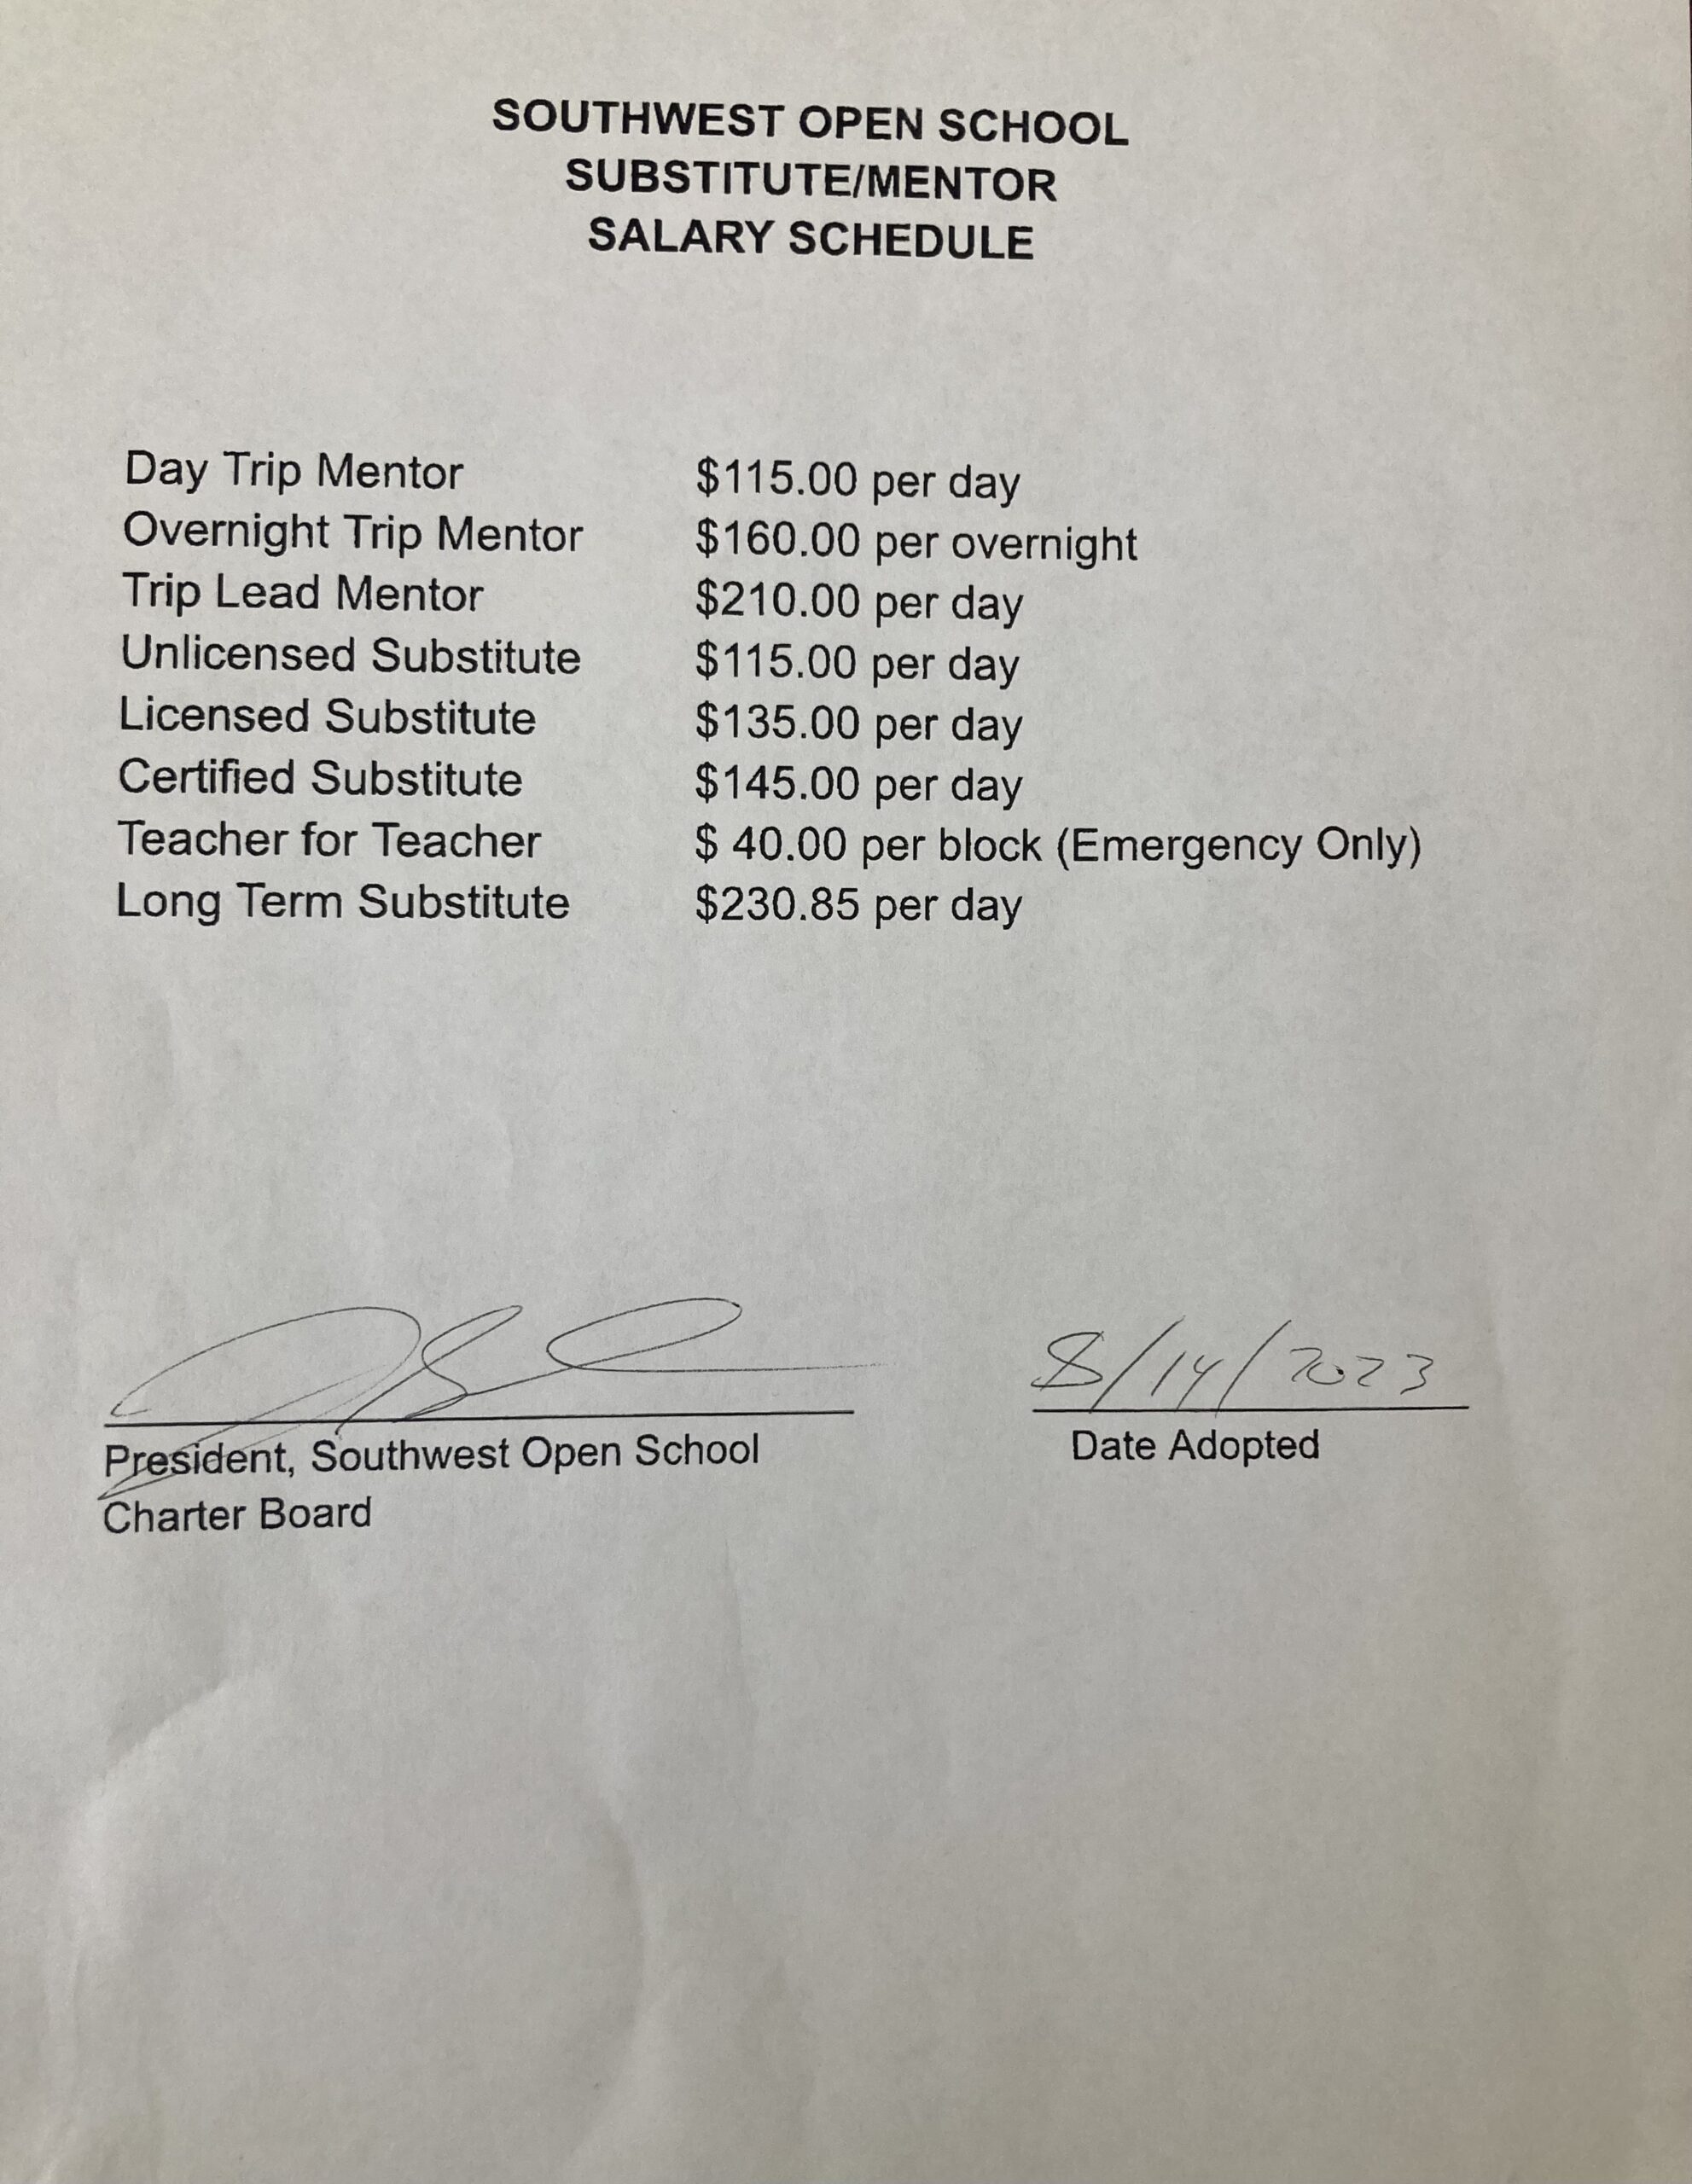 SOUTHWEST OPEN SCHOOL
SUBSTITUTE/MENTOR
SALARY SCHEDULE
Day Trip Mentor $115.00 per day
Overnight Trip Mentor $160.00 per overnight
Trip Lead Mentor $210.00 per day
Unlicensed Substitute $115.00 per day
Licensed Substitute $135.00 per day
Certified Substitute $145.00 per day
Teacher for Teacher $ 40.00 per block (Emergency Only)
Long Term Substitute $230.85 per day
8/14/2023
President, Southwest Open School Date Adopted
Charter Board